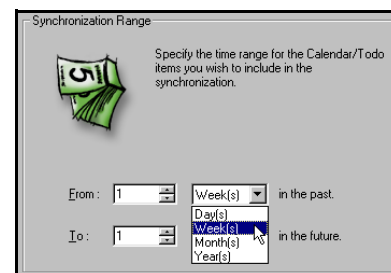 Synchronization Range
5
Specify the time range for the Calendar/Todo
items you wish to include in the
synchronization.
From : 1 Week(s) in the past.
Day(s)
Week(s)
To : 1 in the future.
Month(s)
Year(s)